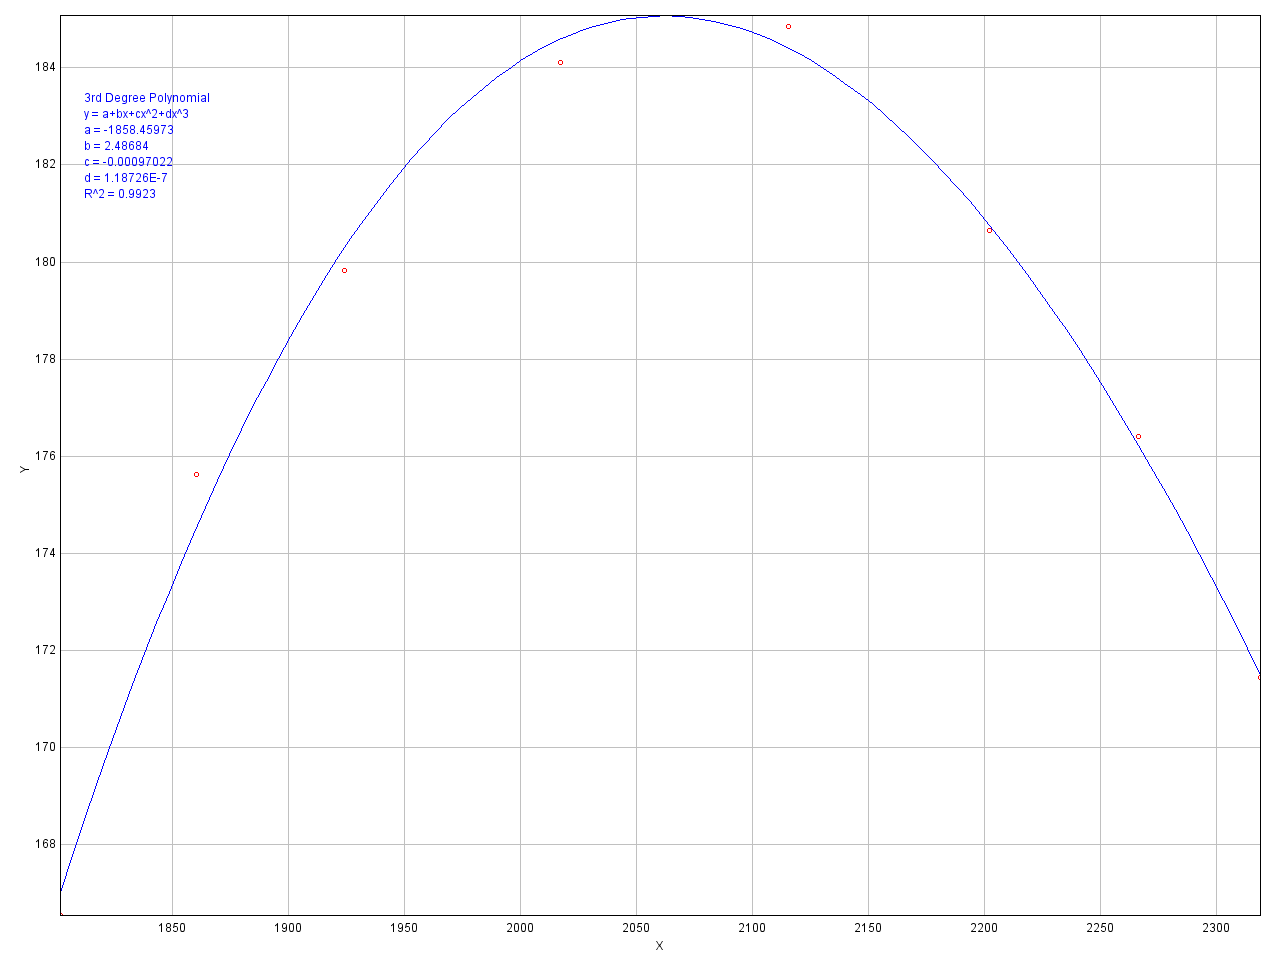 184
3rd Degree Polynomial
y = a+bx+cx^2+dx^3
a = -1858.45973
b = 2.48684
182
c = -0.00097022
d = 1.18726E-7
R^2 = 0.9923
180
178
176
Y
174
172
170
168
1850 1900 1950 2000 2050 2100 2150 2200 2250 2300
X